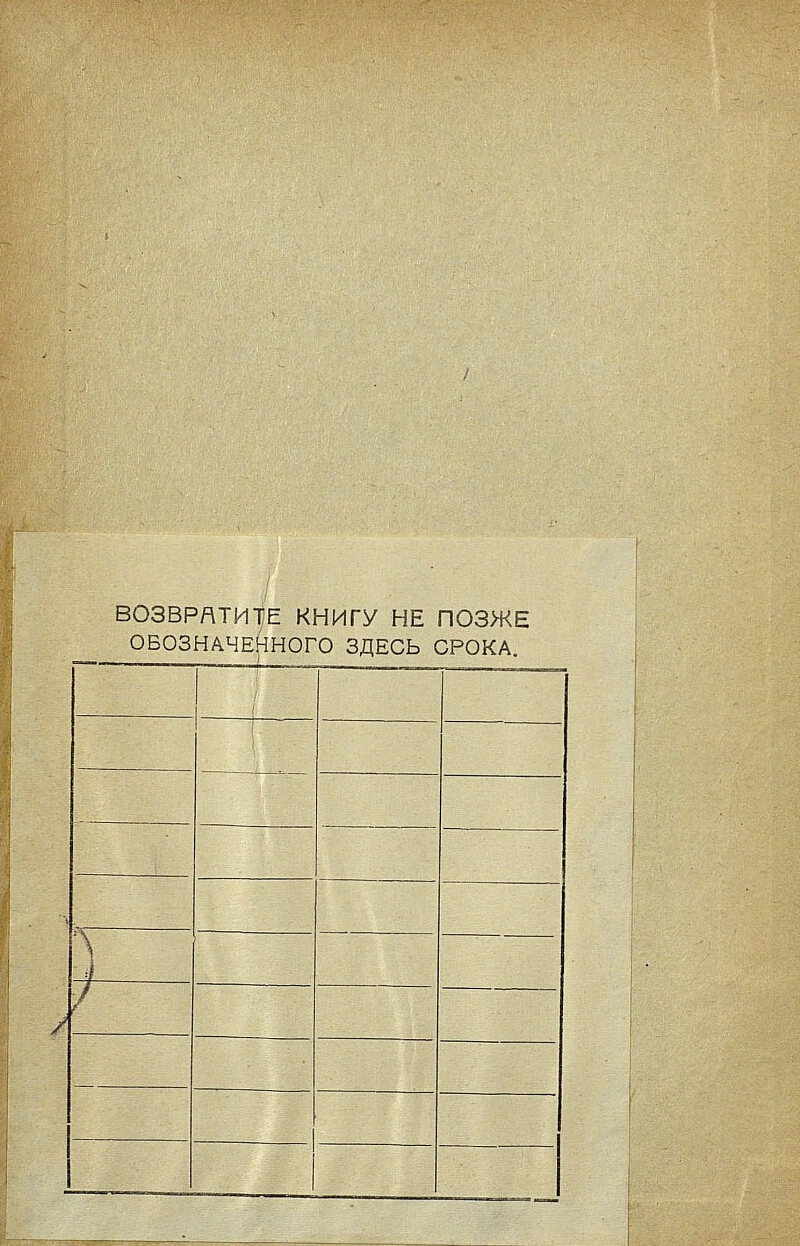 ВОЗВРАТИТЕ КНИГУ НЕ ПОЗЖЕ
ОБОЗНАЧЕННОГО ЗДЕСЬ СРОКА.